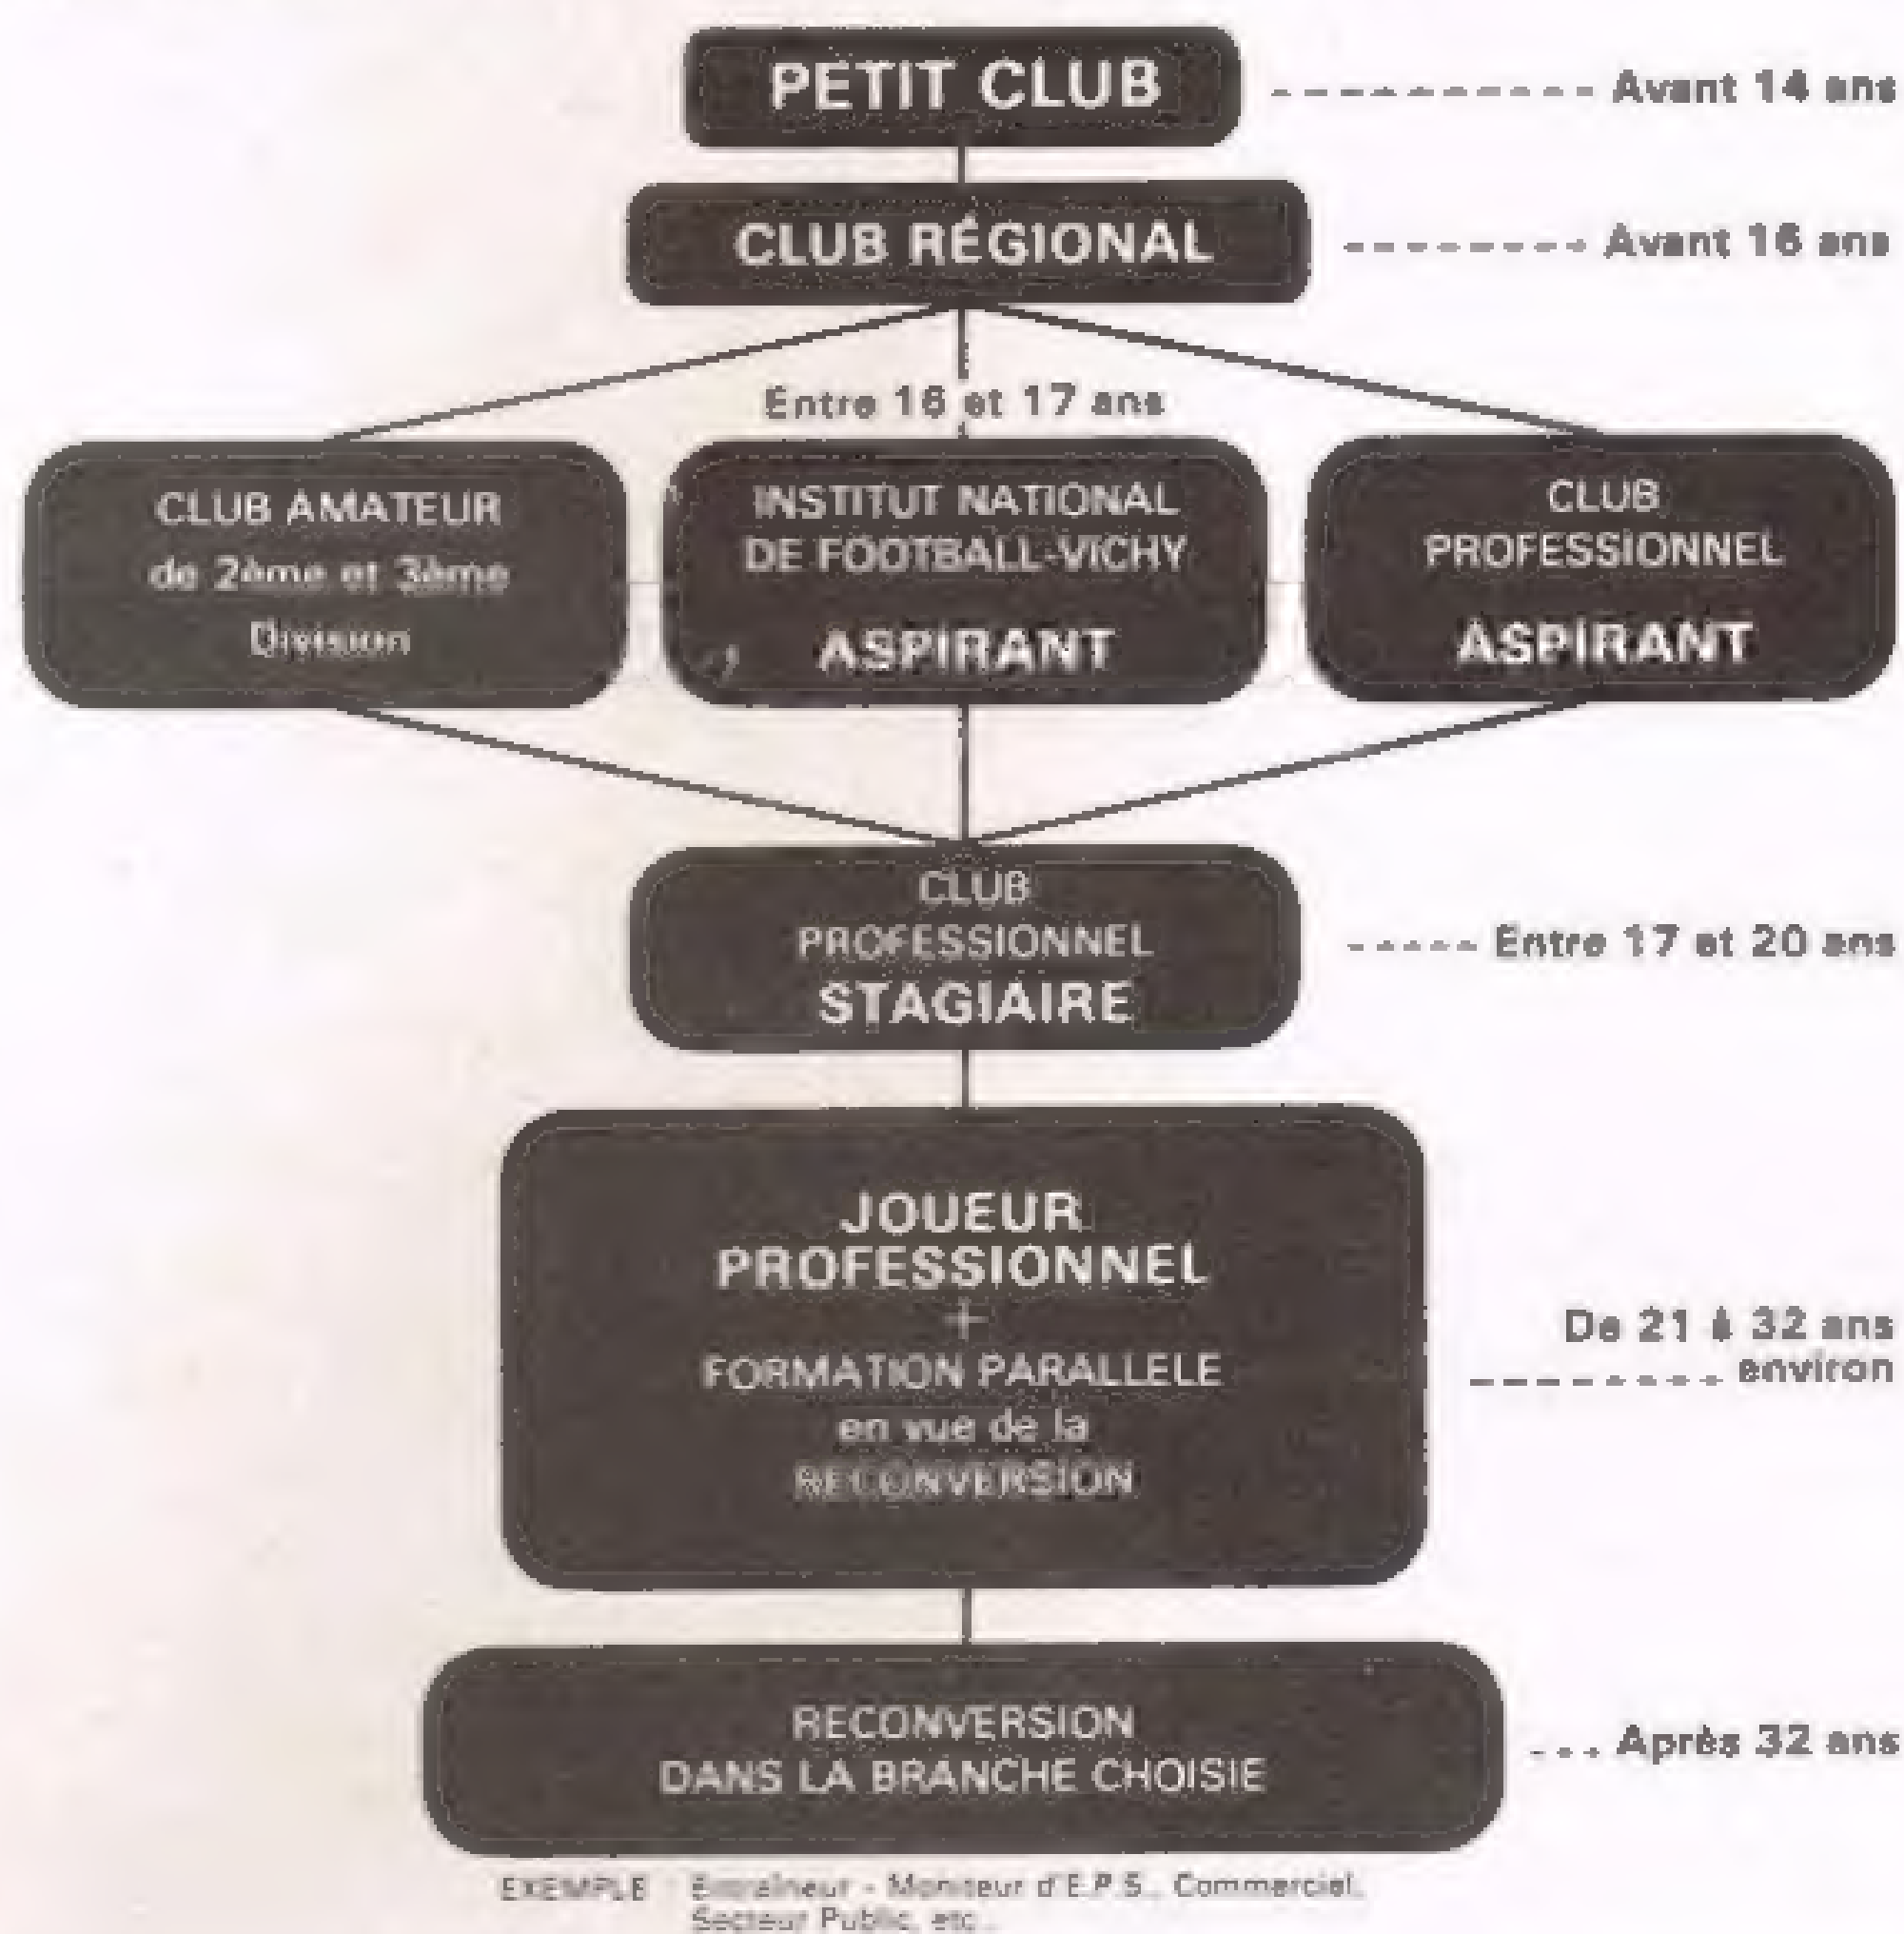 PETIT CLUB
Avant 14 ans
CLUB RÉGIONAL
Avant 16 ans
Entre 16 et 17 ans
CLUB AMATEUR
de 2ème et 3ème
Division
INSTITUT NATIONAL
DE FOOTBALL-VICHY
ASPIRANT
CLUB
PROFESSIONNEL
ASPIRANT
CLUB
PROFESSIONNEL
STAGIAIRE
Entre 17 et 20 ans
JOUEUR
PROFESSIONNEL
+
FORMATION PARALLELE
en vue de la
RECONVERSION
De 21 à 32 ans
environ
RECONVERSION
DANS LA BRANCHE CHOISIE
Après 32 ans
EXEMPLE : Entraîneur - Moniteur d'E.P.S., Commercial,
Secteur Public, etc...